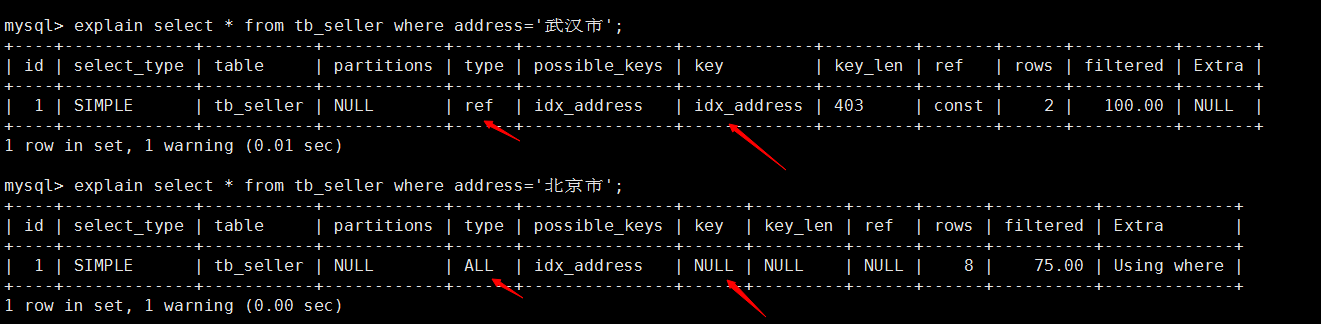 mysql> explain select * from tb_seller where address='武汉市';
+----+-------------+-----------+------------+------+---------------+-------------+---------+-------+------+----------+-------+
| id | select_type | table     | partitions | type | possible_keys | key         | key_len | ref   | rows | filtered | Extra |
+----+-------------+-----------+------------+------+---------------+-------------+---------+-------+------+----------+-------+
|  1 | SIMPLE      | tb_seller | NULL       | ref  | idx_address   | idx_address | 403     | const |    2 |   100.00 | NULL  |
+----+-------------+-----------+------------+------+---------------+-------------+---------+-------+------+----------+-------+
1 row in set, 1 warning (0.01 sec)
mysql> explain select * from tb_seller where address='北京市';
+----+-------------+-----------+------------+------+---------------+------+---------+------+------+----------+-------------+
| id | select_type | table     | partitions | type | possible_keys | key  | key_len | ref  | rows | filtered | Extra       |
+----+-------------+-----------+------------+------+---------------+------+---------+------+------+----------+-------------+
|  1 | SIMPLE      | tb_seller | NULL       | ALL  | idx_address   | NULL | NULL    | NULL |    8 |    75.00 | Using where |
+----+-------------+-----------+------------+------+---------------+------+---------+------+------+----------+-------------+
1 row in set, 1 warning (0.00 sec)